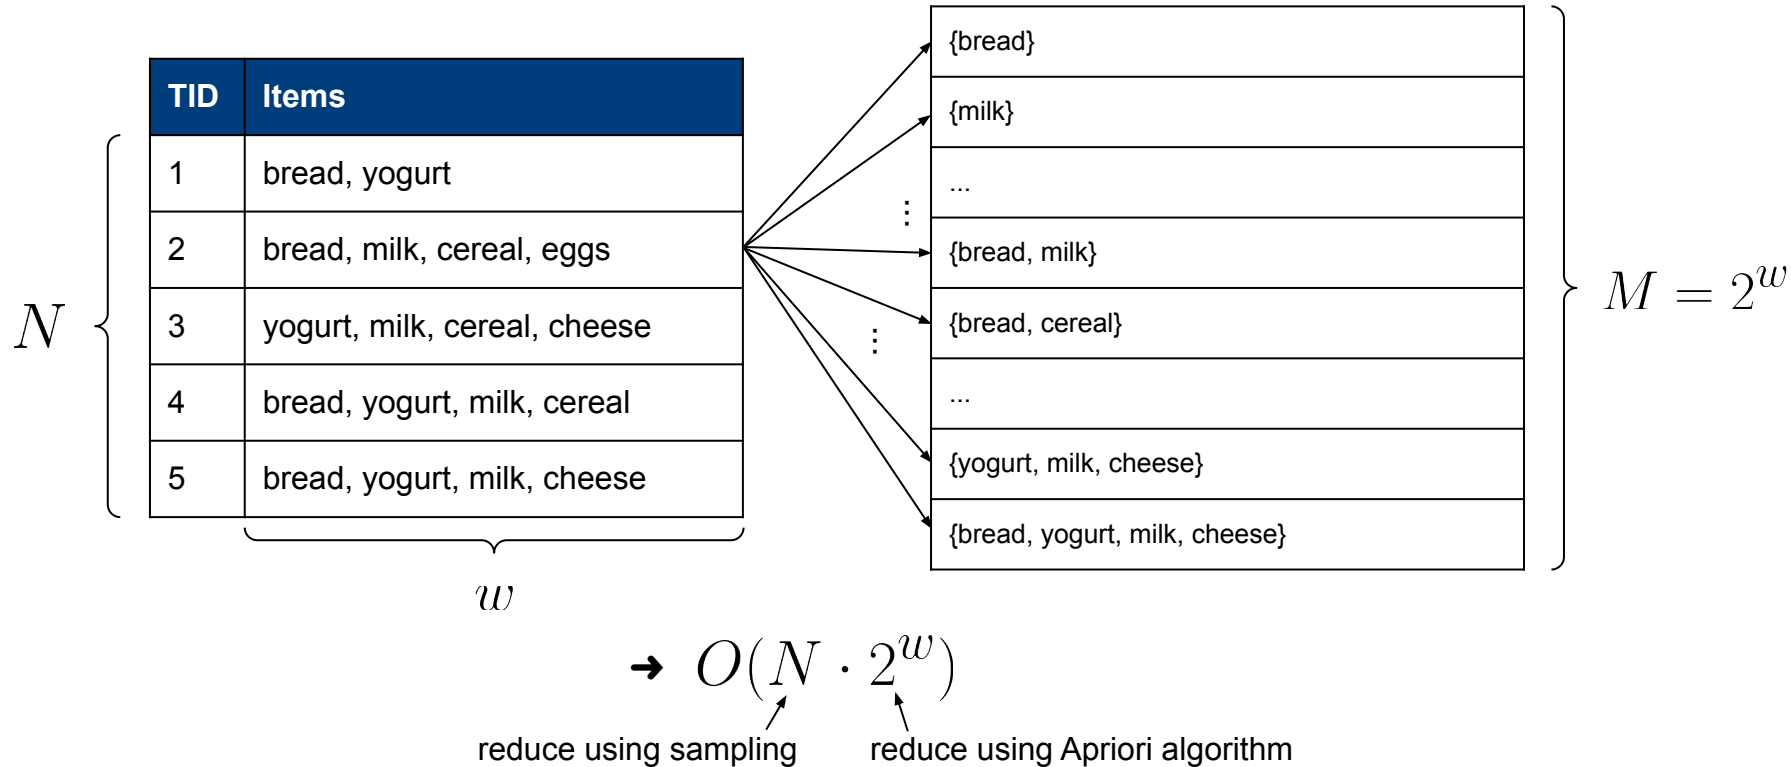 TID Items
1 bread, yogurt
2 bread, milk, cereal, eggs
3 yogurt, milk, cereal, cheese
4 bread, yogurt, milk, cereal
5 bread, yogurt, milk, cheese
N
w
{bread}
{milk}
...
{bread, milk}
{bread, cereal}
...
{yogurt, milk, cheese}
{bread, yogurt, milk, cheese}
...
...
M = 2^w
➜ O(N · 2^w)
reduce using sampling
reduce using Apriori algorithm